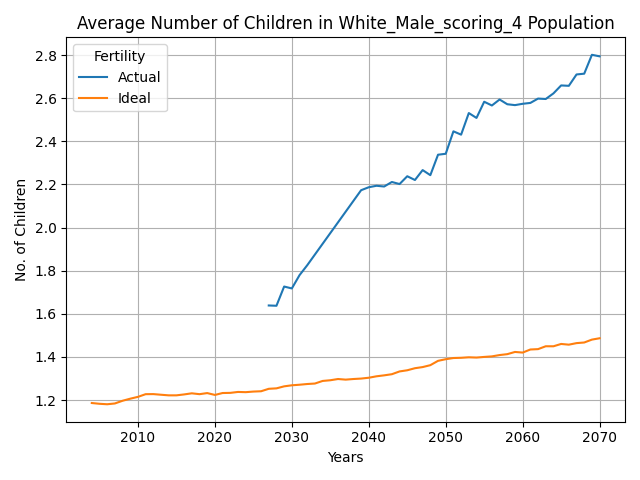 Average Number of Children in White_Male_scoring_4 Population
Fertility
Actual
Ideal
No. of Children
2.8
2.6
2.4
2.2
2.0
1.8
1.6
1.4
1.2
2010 2020 2030 2040 2050 2060 2070
Years